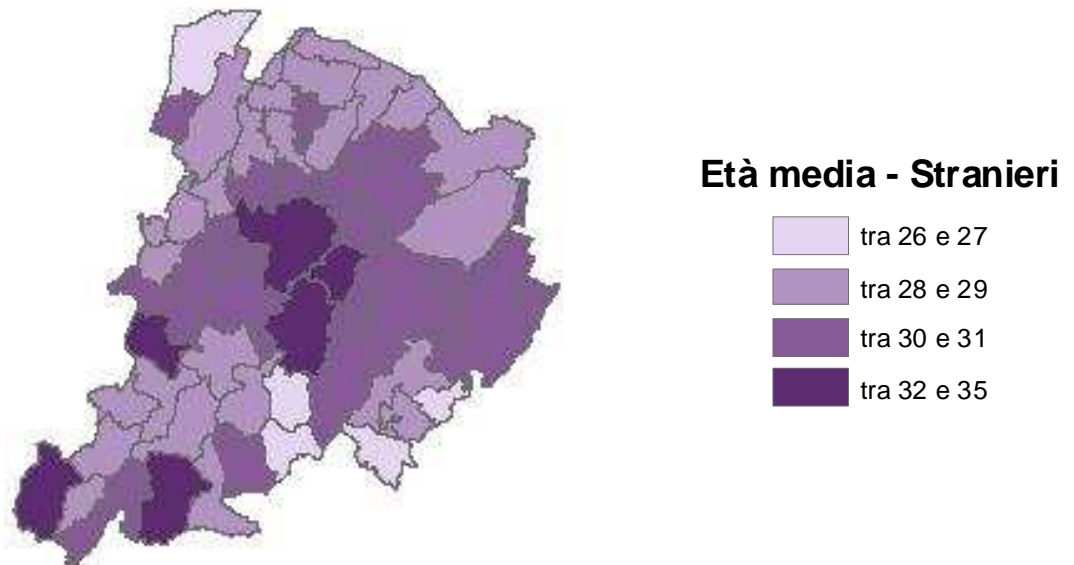 Età media - Stranieri
tra 26 e 27
tra 28 e 29
tra 30 e 31
tra 32 e 35